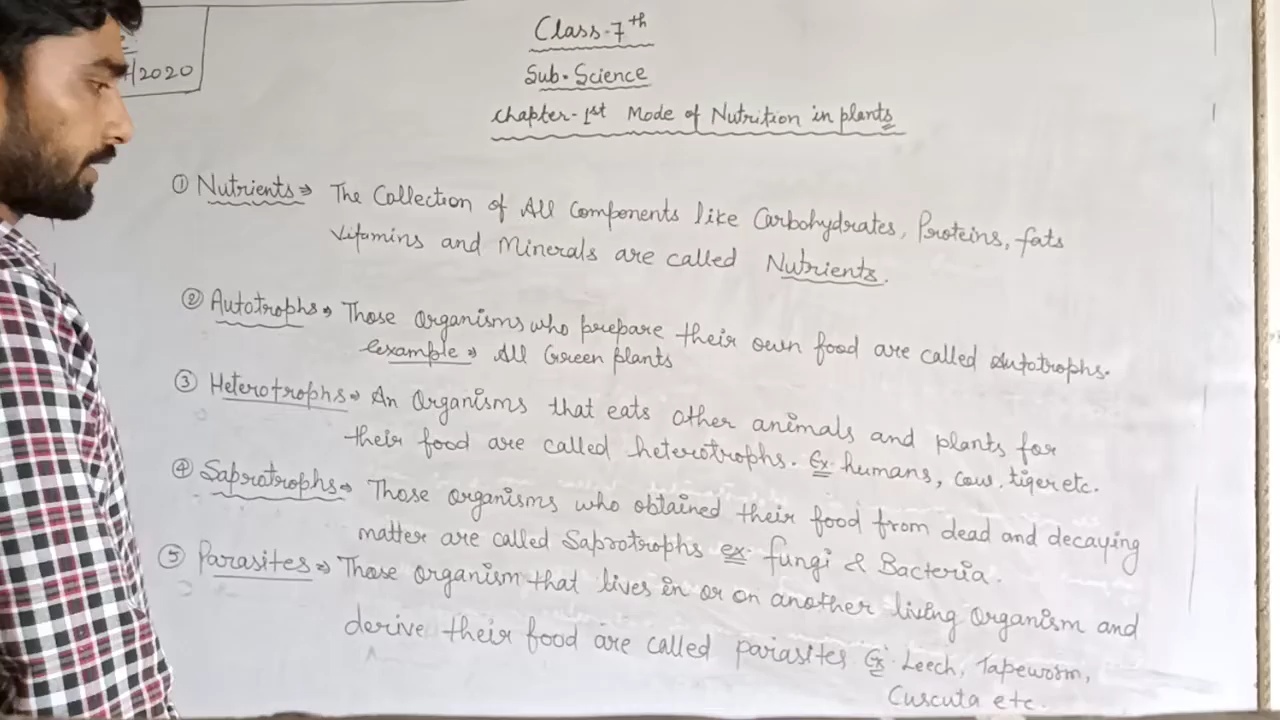 /2020
Class-7th
Sub-Science
Chapter-1st Mode of Nutrition in plants
① Nutrients → The Collection of All Components like Carbohydrates, Proteins, fats
Vitamins and Minerals are called Nutrients.
② Autotrophs → Those Organisms who prepare their own food are called Autotrophs.
example → All Green plants
③ Heterotrophs → An Organisms that eats other animals and plants for
their food are called heterotrophs. Ex. humans, cow, tiger etc.
④ Saprotrophs → Those organisms who obtained their food from dead and decaying
matter are called Saprotrophs ex. fungi & Bacteria.
⑤ Parasites → Those Organism that lives in or on another living Organism and
derive their food are called parasites Ex. Leech, Tapeworm,
Cuscuta etc.